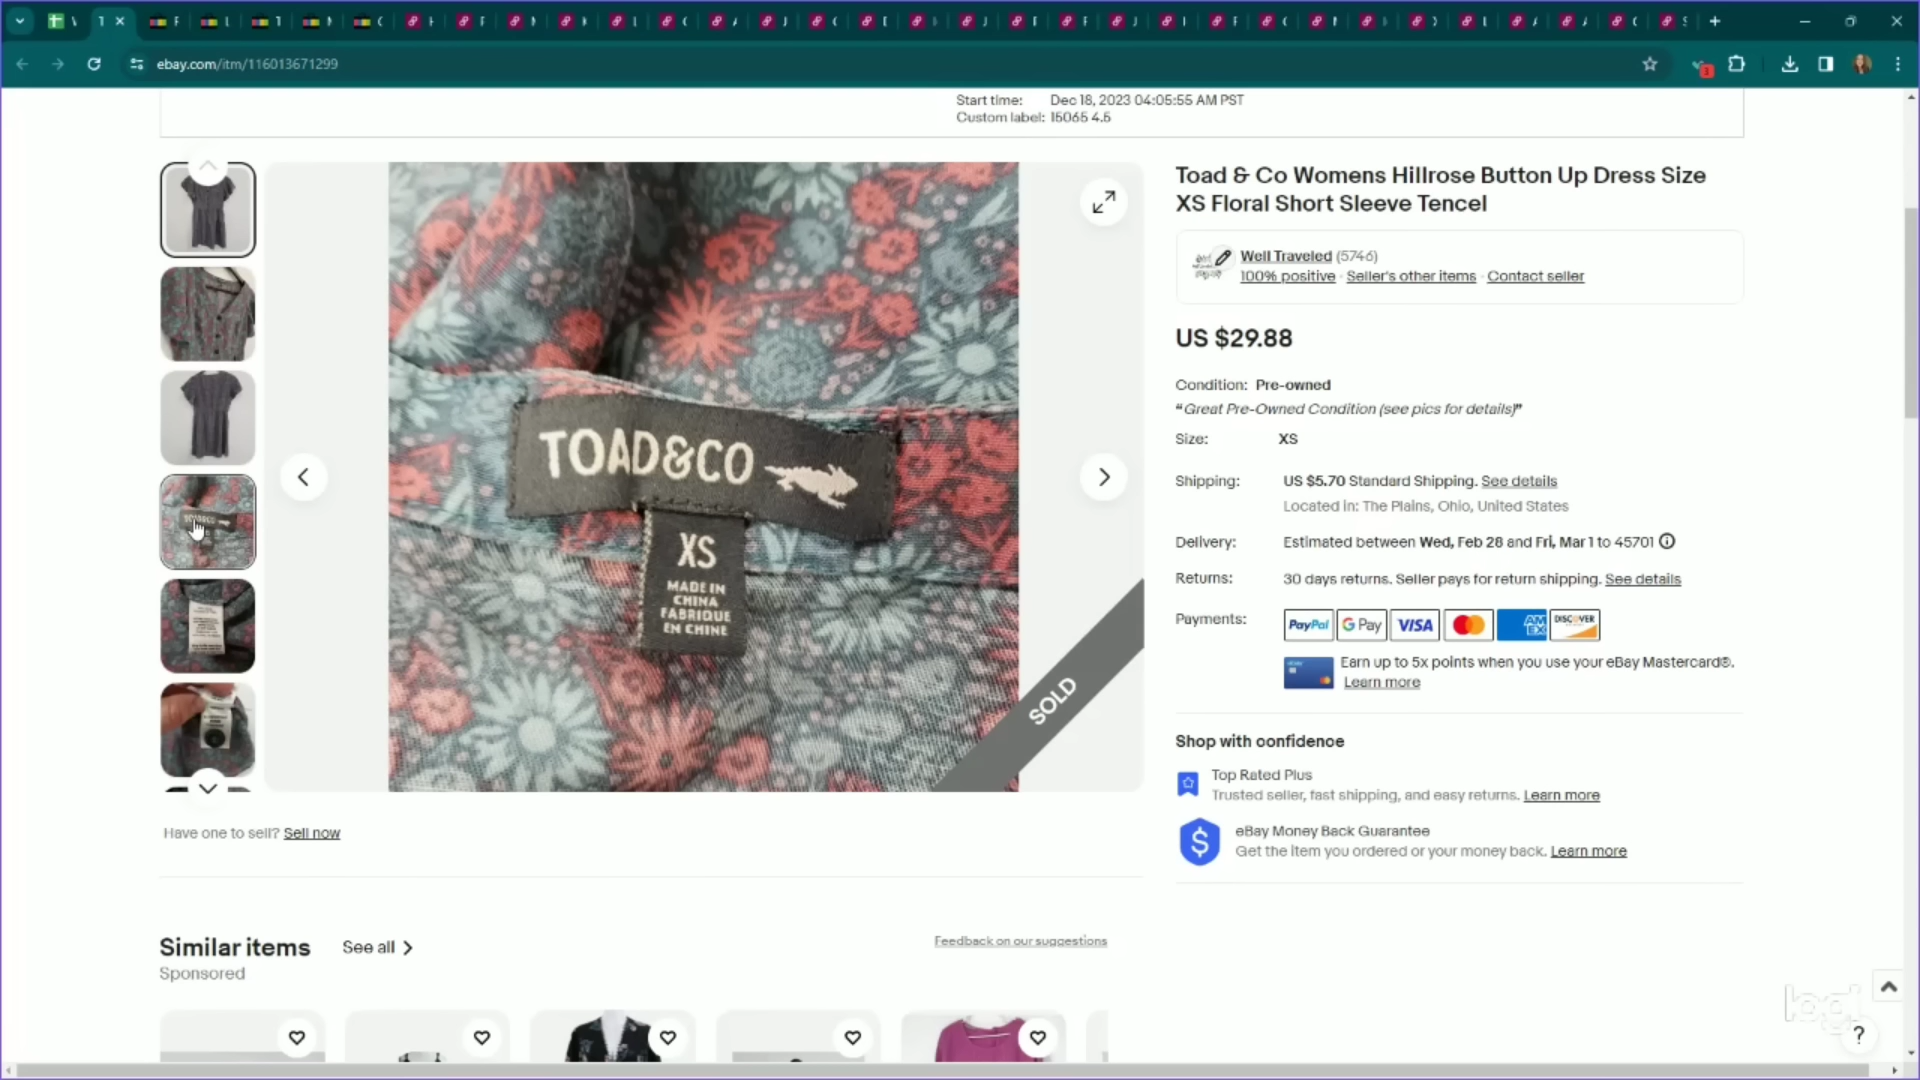 ebay.com/itm/116013671299
Start time: Dec 18, 2023 04:05:55 AM PST
Custom label: 15065 4.5
TOAD&CO
XS
MADE IN
CHINA
FABRIQUE
EN CHINE
SOLD
Have one to sell? Sell now
Toad & Co Womens Hillrose Button Up Dress Size
XS Floral Short Sleeve Tencel
Well Traveled (5746)
100% positive · Seller's other items · Contact seller
US $29.88
Condition: Pre-owned
“Great Pre-Owned Condition (see pics for details)”
Size: XS
Shipping: US $5.70 Standard Shipping. See details
Located in: The Plains, Ohio, United States
Delivery: Estimated between Wed, Feb 28 and Fri, Mar 1 to 45701
Returns: 30 days returns. Seller pays for return shipping. See details
Payments: PayPal G Pay VISA AM EX DISCOVER
Earn up to 5x points when you use your eBay Mastercard®.
Learn more
Shop with confidence
Top Rated Plus
Trusted seller, fast shipping, and easy returns. Learn more
eBay Money Back Guarantee
Get the item you ordered or your money back. Learn more
Similar items See all
Sponsored
Feedback on our suggestions
logi